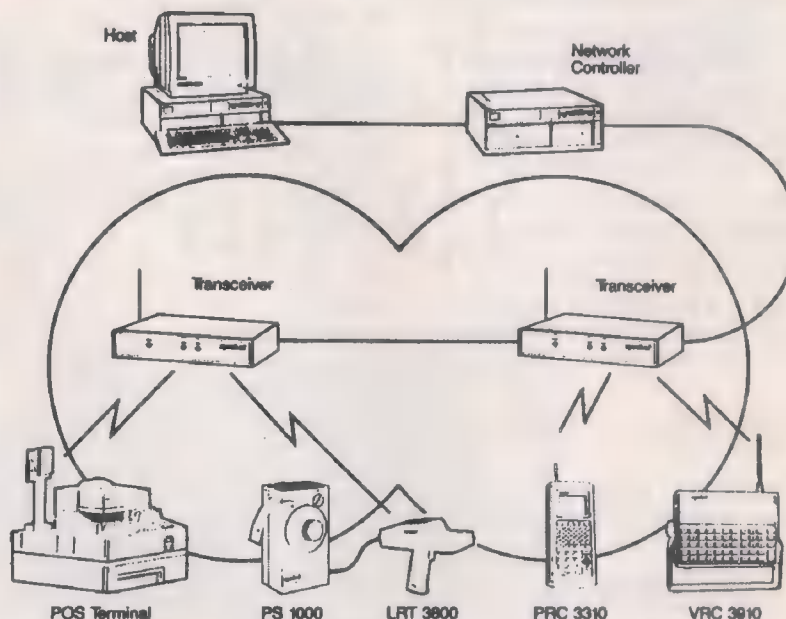 Host
Network
Controller
Transceiver
Transceiver
POS Terminal
PS 1000
LRT 3800
PRC 3310
VRC 3910